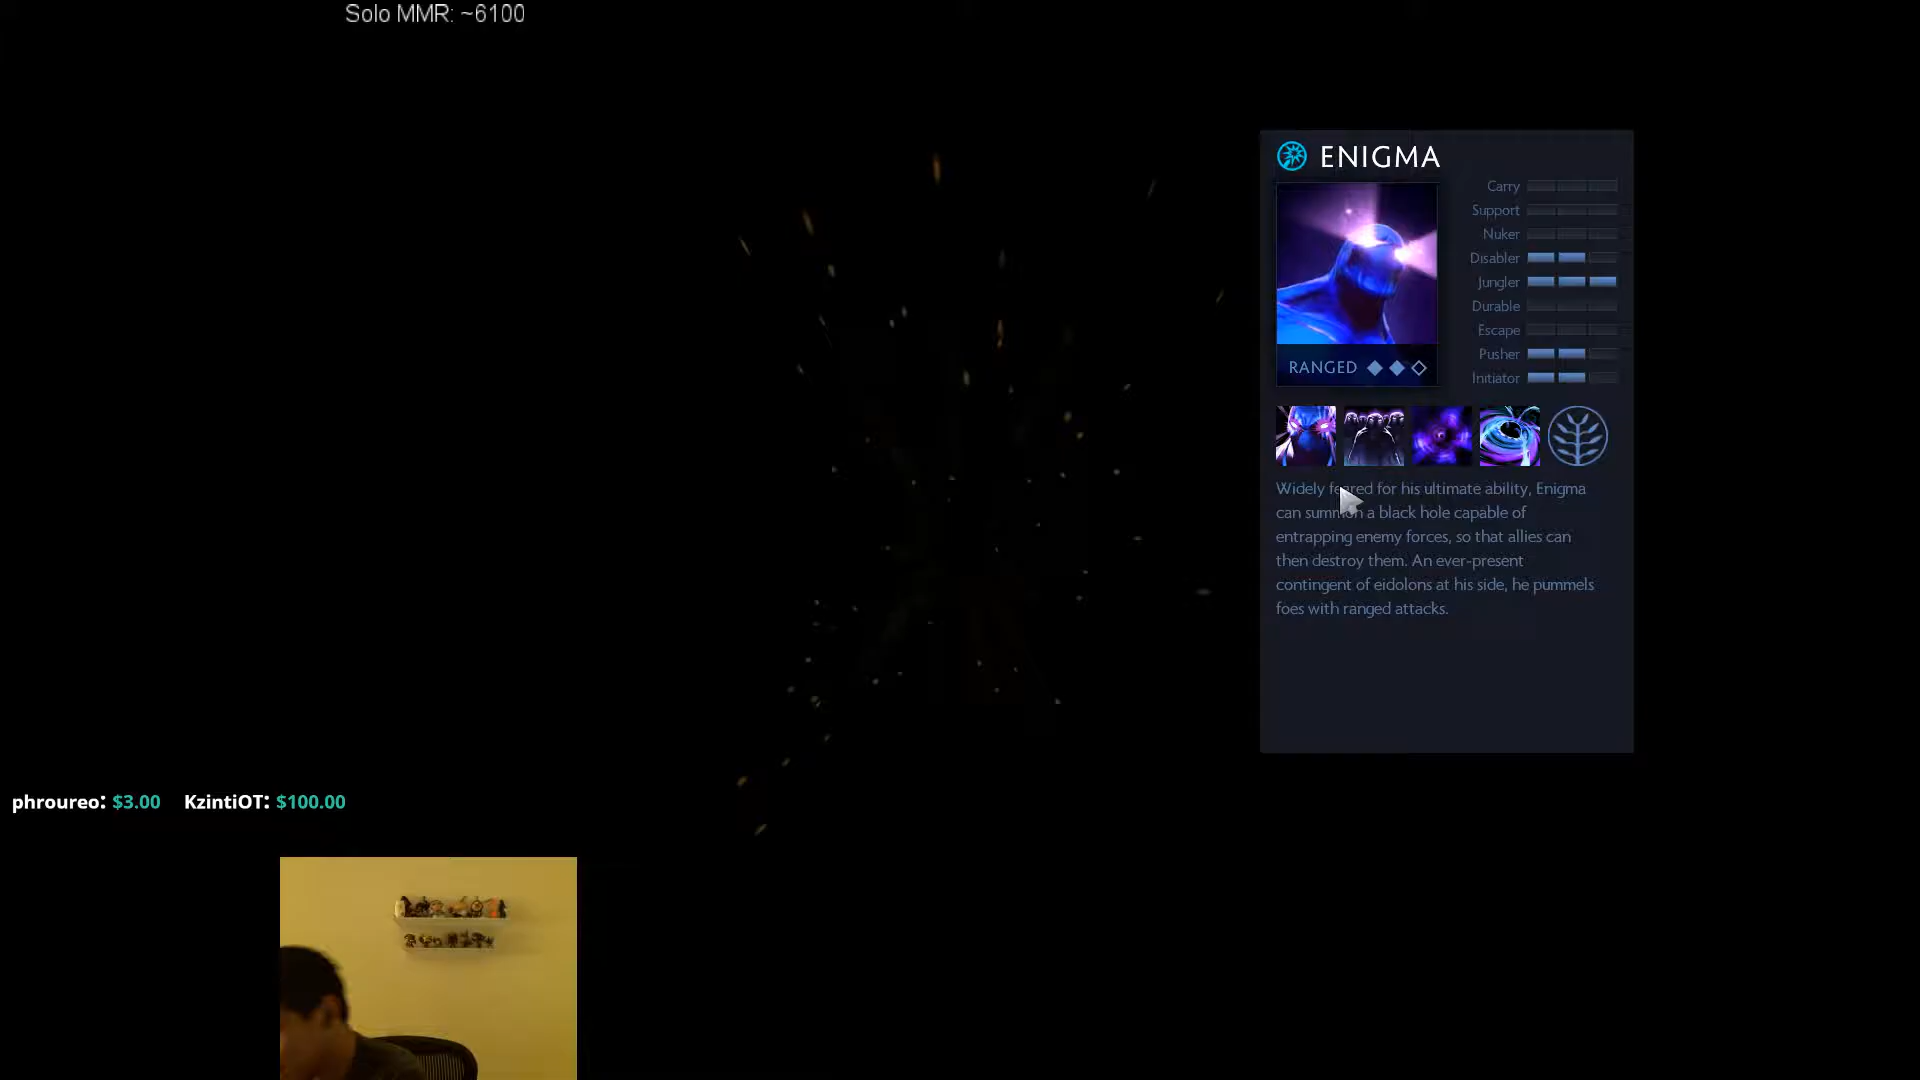 Solo MMR: ~6100
ENIGMA
Carry
Support
Nuker
Disabler
Jungler
Durable
Escape
Pusher
Initiator
RANGED
Widely feared for his ultimate ability, Enigma
can summon a black hole capable of
entrapping enemy forces, so that allies can
then destroy them. An ever-present
contingent of eidolons at his side, he pummels
foes with ranged attacks.
phroureo: $3.00 KzintiOT: $100.00